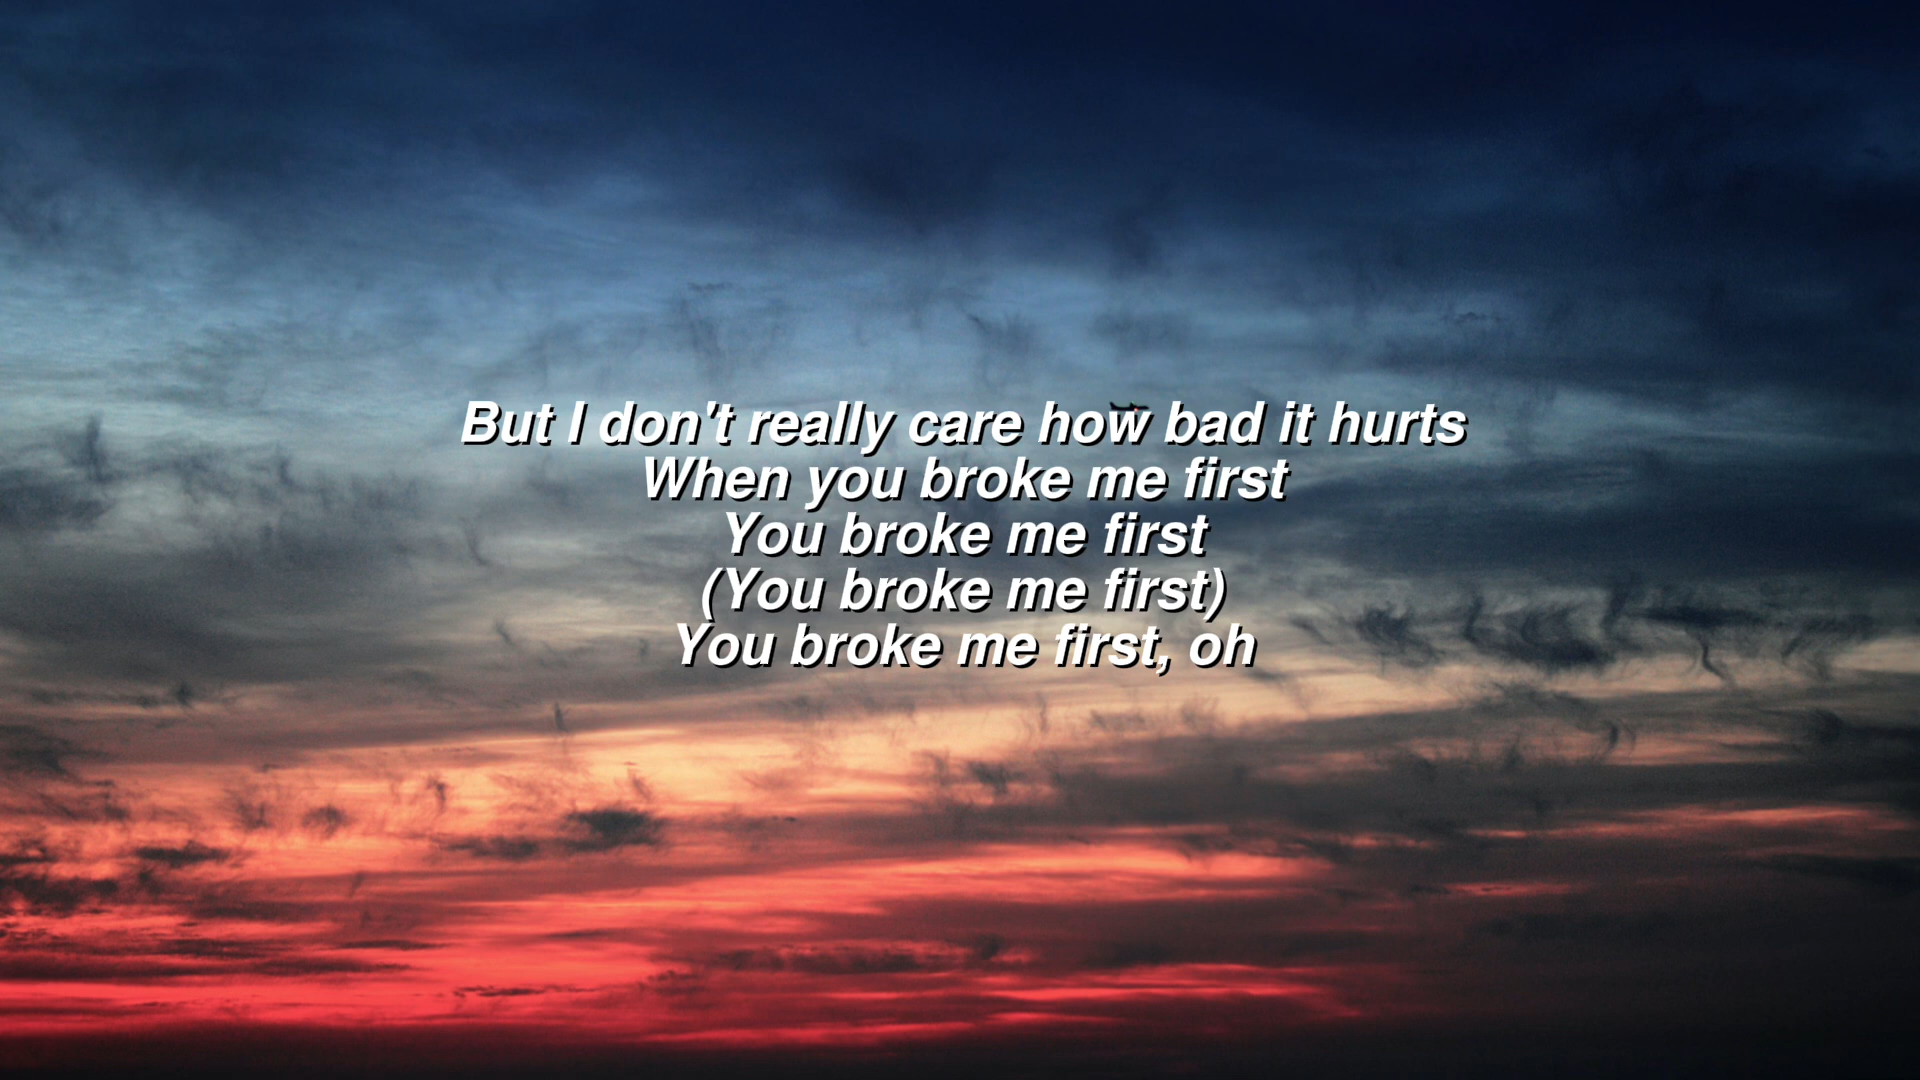 But I don't really care how bad it hurts
When you broke me first
You broke me first
(You broke me first)
You broke me first, oh